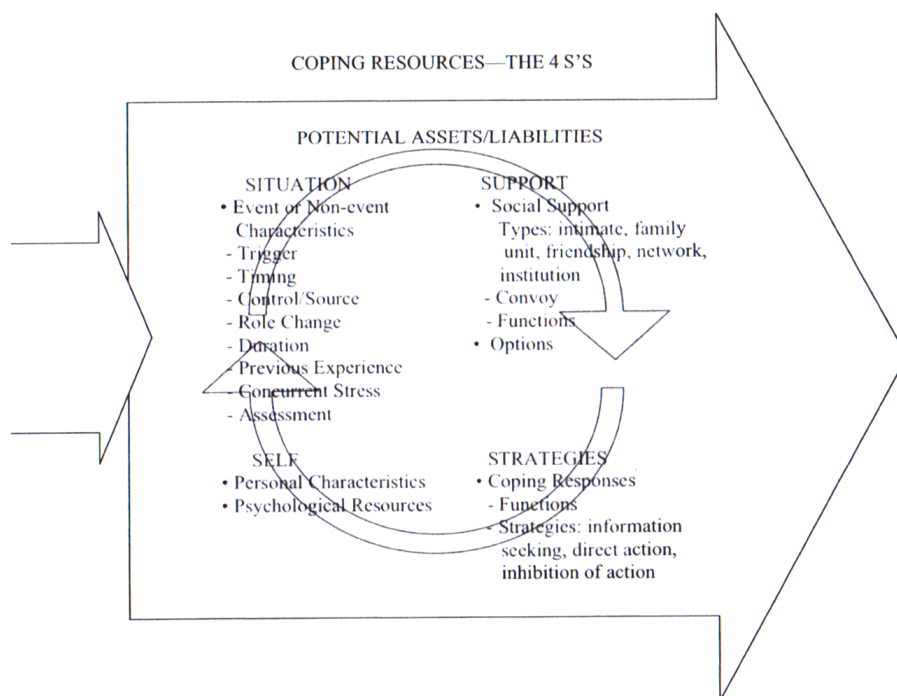 COPING RESOURCES—THE 4 S'S
POTENTIAL ASSETS/LIABILITIES
SITUATION
• Event or Non-event
Characteristics
- Trigger
- Timing
- Control/Source
- Role Change
- Duration
- Previous Experience
- Concurrent Stress
- Assessment
SUPPORT
• Social Support
Types: intimate, family
unit, friendship, network,
institution
- Convoy
- Functions
• Options
SELF
• Personal Characteristics
• Psychological Resources
STRATEGIES
• Coping Responses
- Functions
- Strategies: information
seeking, direct action,
inhibition of action